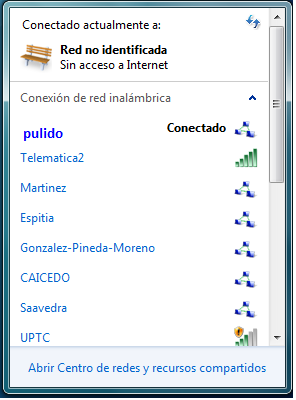 Conectado actualmente a:
Red no identificada
Sin acceso a Internet
Conexión de red inalámbrica
pulido Conectado
Telematica2
Martinez
Espitia
Gonzalez-Pineda-Moreno
CAICEDO
Saavedra
UPTC
Abrir Centro de redes y recursos compartidos